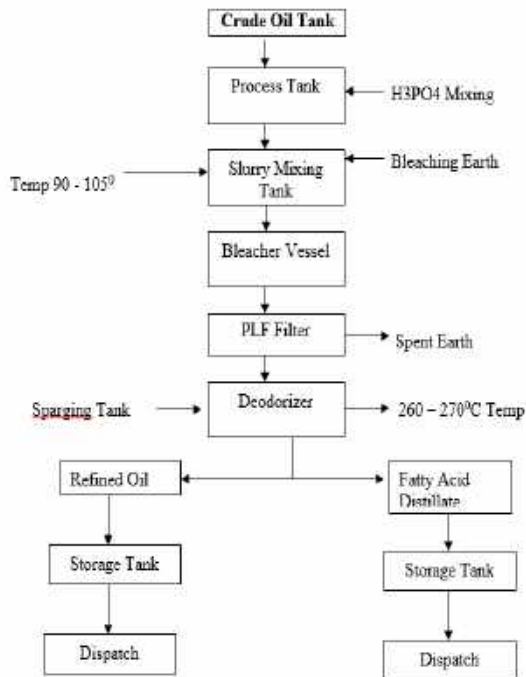 Crude Oil Tank
Process Tank
H3PO4 Mixing
Bleaching Earth
Temp 90 - 105⁰
Slurry Mixing
Tank
Bleacher Vessel
PLF Filter
Spent Earth
Sparging Tank
Deodorizer
260 – 270⁰C Temp
Refined Oil
Fatty Acid
Distillate
Storage Tank
Storage Tank
Dispatch
Dispatch